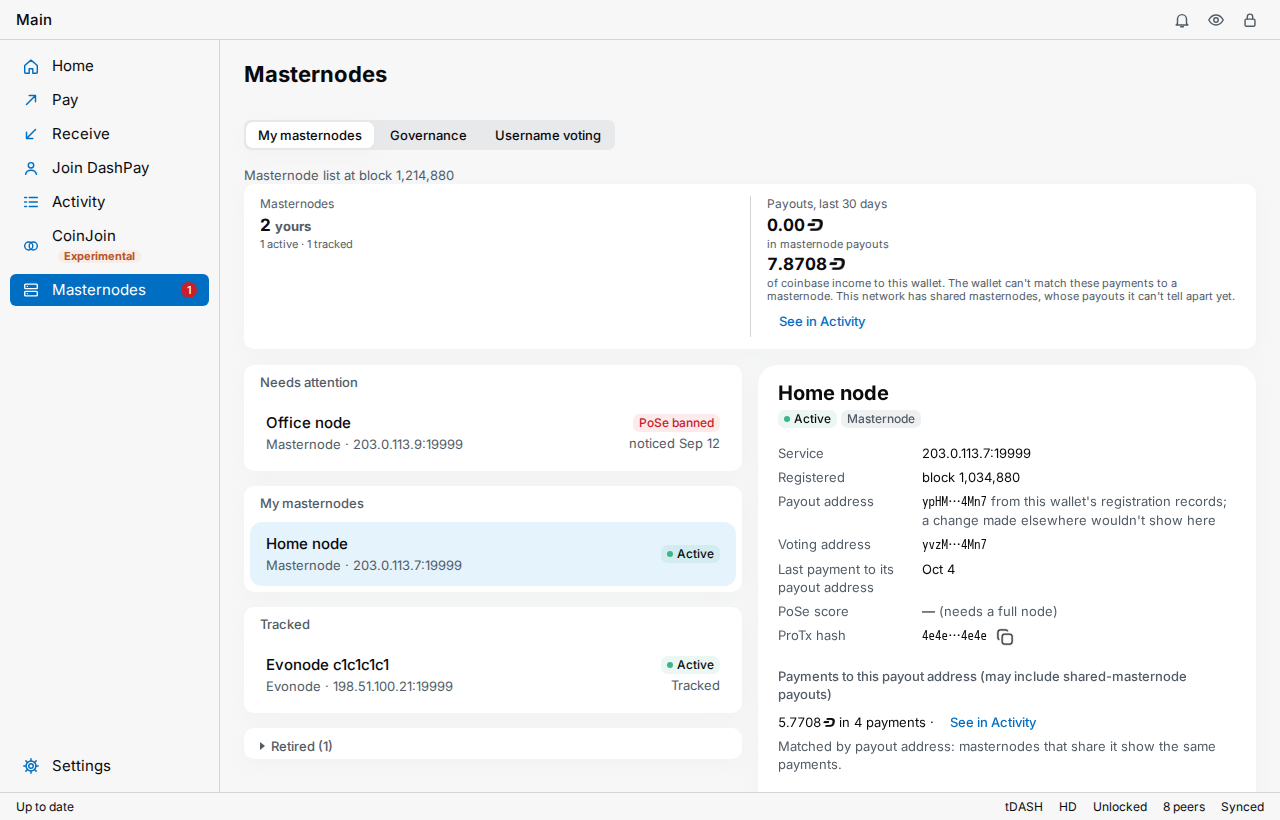 Main
Home
Pay
Receive
Join DashPay
Activity
CoinJoin
Experimental
Masternodes
1
Settings
Masternodes
My masternodes
Governance
Username voting
Masternode list at block 1,214,880
Masternodes
2 yours
1 active · 1 tracked
Payouts, last 30 days
0.00
in masternode payouts
7.8708
of coinbase income to this wallet. The wallet can't match these payments to a
masternode. This network has shared masternodes, whose payouts it can't tell apart yet.
See in Activity
Needs attention
Office node
PoSe banned
Masternode · 203.0.113.9:19999
noticed Sep 12
My masternodes
Home node
Masternode · 203.0.113.7:19999
Active
Tracked
Evonode c1c1c1c1
Active
Evonode · 198.51.100.21:19999
Tracked
Retired (1)
Home node
Active
Masternode
Service 203.0.113.7:19999
Registered block 1,034,880
Payout address ypHM···4Mn7 from this wallet's registration records;
a change made elsewhere wouldn't show here
Voting address yvzM···4Mn7
Last payment to its Oct 4
payout address
PoSe score — (needs a full node)
ProTx hash 4e4e···4e4e
Payments to this payout address (may include shared-masternode
payouts)
5.7708 in 4 payments · See in Activity
Matched by payout address: masternodes that share it show the same
payments.
Up to date
tDASH
HD
Unlocked
8 peers
Synced